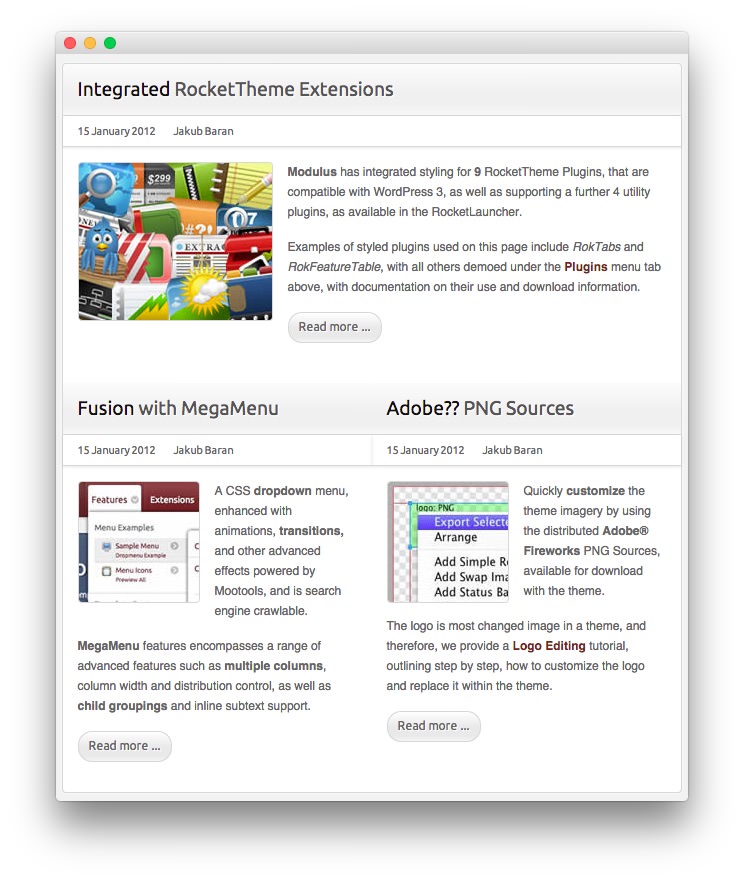 Integrated RocketTheme Extensions
15 January 2012 Jakub Baran
$299
EXTRA
Modulus has integrated styling for 9 RocketTheme Plugins, that are
compatible with WordPress 3, as well as supporting a further 4 utility
plugins, as available in the RocketLauncher.
Examples of styled plugins used on this page include RokTabs and
RokFeatureTable, with all others demoed under the Plugins menu tab
above, with documentation on their use and download information.
Read more ...
Fusion with MegaMenu
15 January 2012 Jakub Baran
Features Extensions
Menu Examples
Sample Menu
Dropmenu Example
Menu Icons
Preview All
A CSS dropdown menu,
enhanced with
animations, transitions,
and other advanced
effects powered by
Mootools, and is search
engine crawlable.
MegaMenu features encompasses a range of
advanced features such as multiple columns,
column width and distribution control, as well as
child groupings and inline subtext support.
Read more ...
Adobe?? PNG Sources
15 January 2012 Jakub Baran
logo: PNG
Export Selecte
Arrange
Add Simple Ro
Add Swap Ima
Add Status Ba
Quickly customize the
theme imagery by using
the distributed Adobe®
Fireworks PNG Sources,
available for download
with the theme.
The logo is most changed image in a theme, and
therefore, we provide a Logo Editing tutorial,
outlining step by step, how to customize the logo
and replace it within the theme.
Read more ...